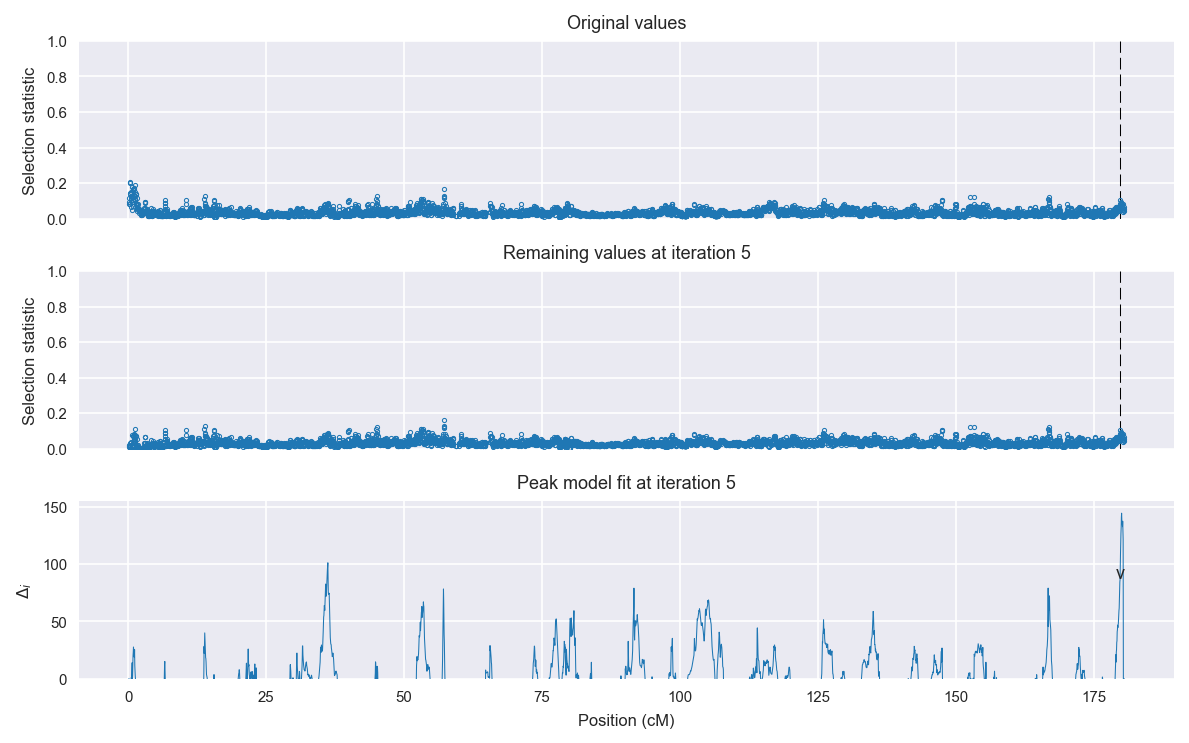 Original values
1.0
0.8
0.6
0.4
0.2
0.0
Selection statistic
Remaining values at iteration 5
1.0
0.8
0.6
0.4
0.2
0.0
Selection statistic
Peak model fit at iteration 5
150
100
50
0
Δi
v
0 25 50 75 100 125 150 175
Position (cM)